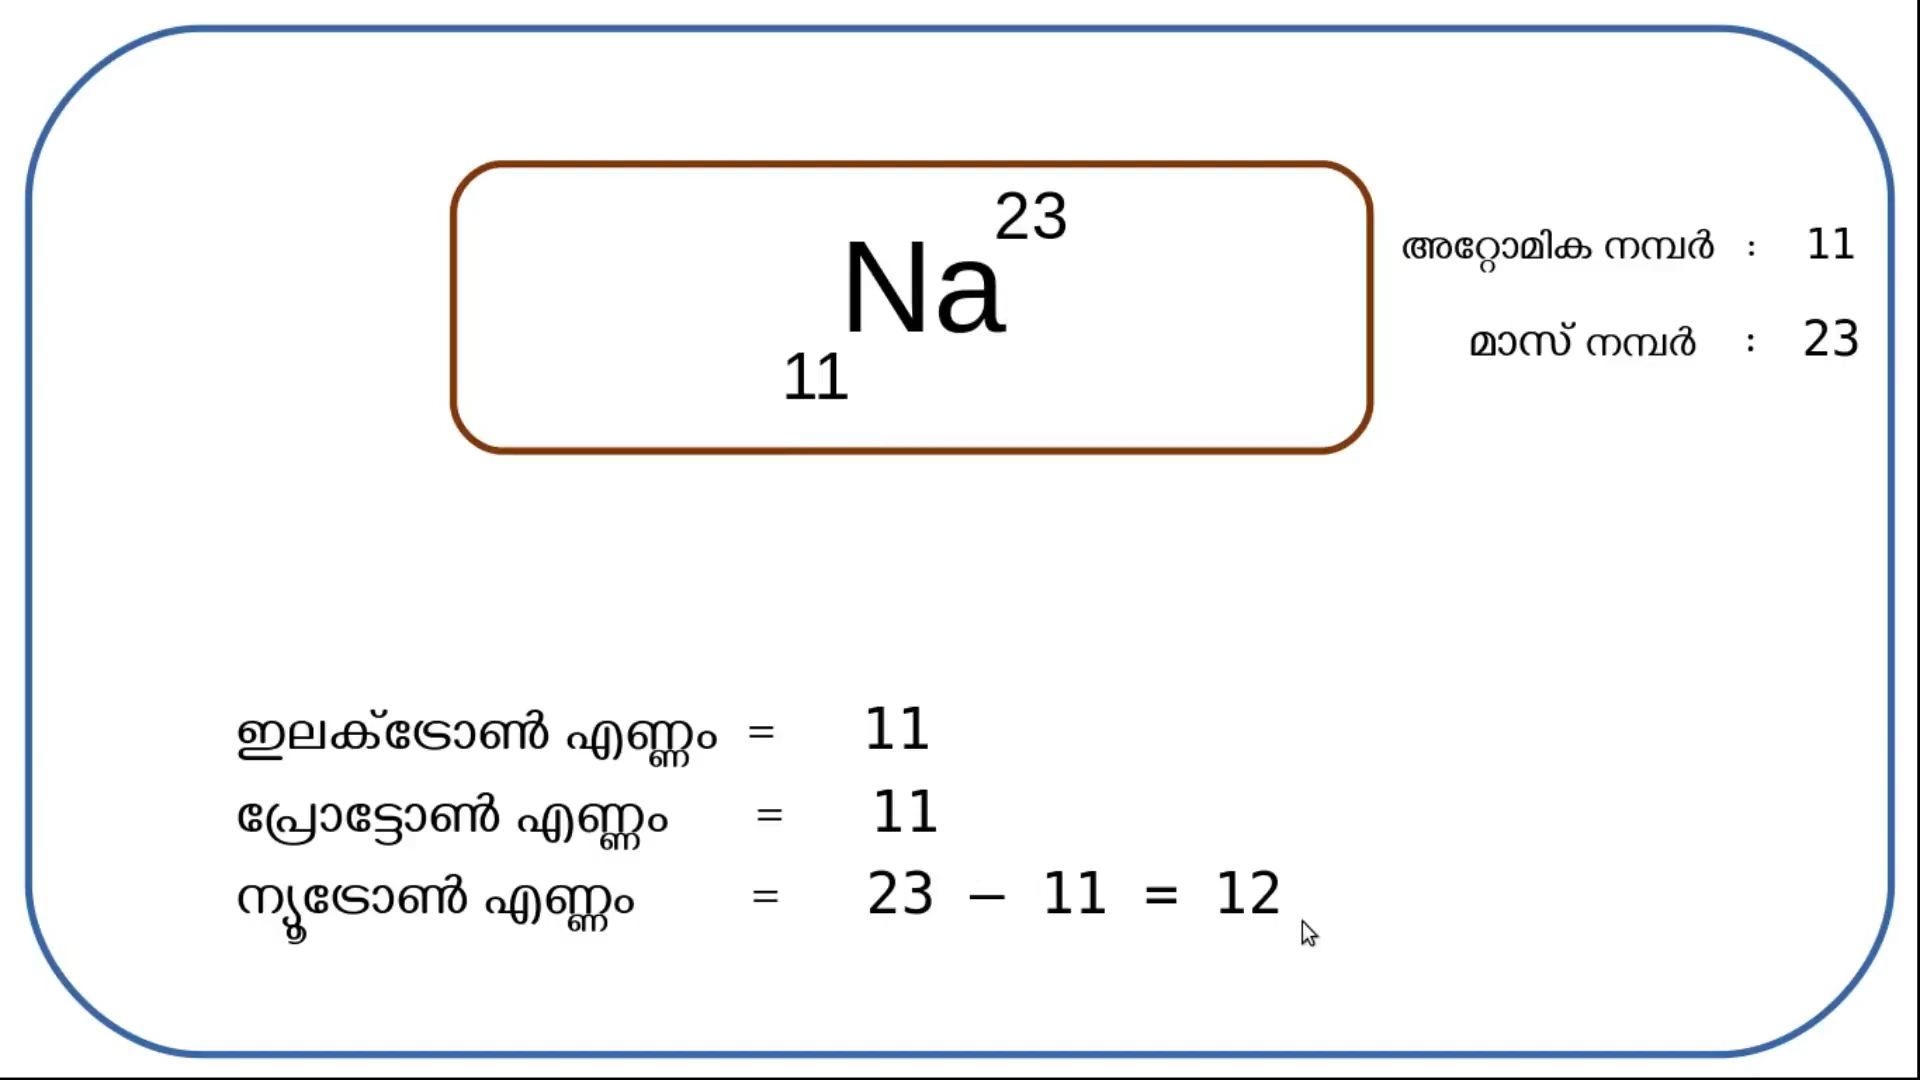 23
Na
11
അറ്റോമിക നമ്പർ : 11
മാസ് നമ്പർ : 23
ഇലക്ട്രോൺ എണ്ണം = 11
പ്രോട്ടോൺ എണ്ണം = 11
ന്യൂട്രോൺ എണ്ണം = 23 – 11 = 12